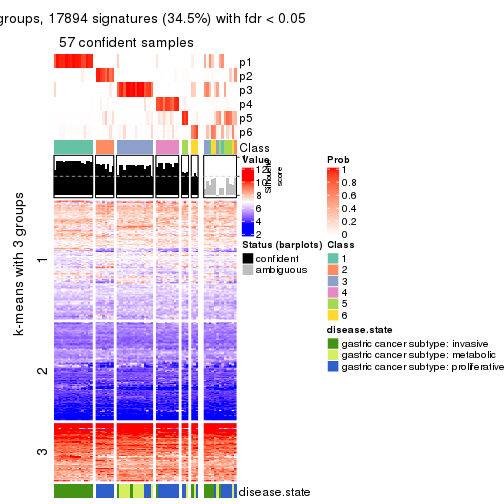 groups, 17894 signatures (34.5%) with fdr < 0.05
57 confident samples
p1
p2
p3
p4
p5
p6
Class
Silhouette
score
k-means with 3 groups
1
2
3
disease.state
Value
12
10
8
6
4
2
Status (barplots)
confident
ambiguous
Prob
1
0.8
0.6
0.4
0.2
0
Class
1
2
3
4
5
6
disease.state
gastric cancer subtype: invasive
gastric cancer subtype: metabolic
gastric cancer subtype: proliferative